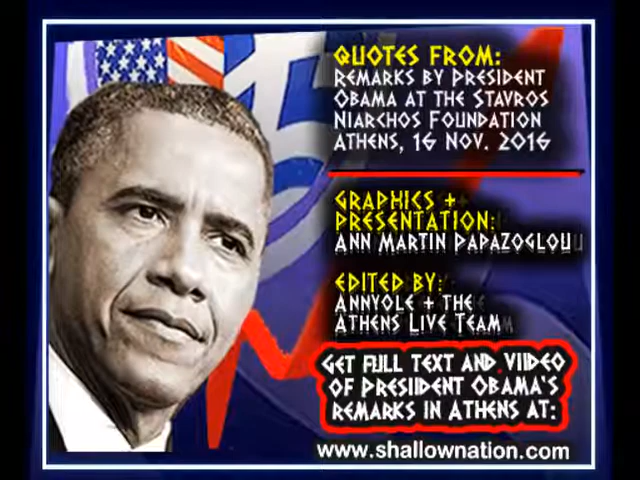 QUOTES FROM:
REMARKS BY PRESIDENT
OBAMA AT THE STAVROS
NIARCHOS FOUNDATION
ATHENS, 16 NOV. 2016
GRAPHICS +
PRESENTATION:
ANN MARTIN PAPAZOGLOU
EDITED BY:
ANNYOLE + THE
ATHENS LIVE TEAM
GET FULL TEXT AND VIIDEO
OF PRESIIDENT OBAMA'S
REMARKS IN ATHENS AT:
www.shallownation.com